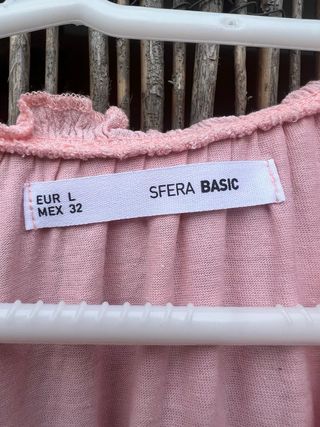 EUR L
MEX 32
SFERA BASIC